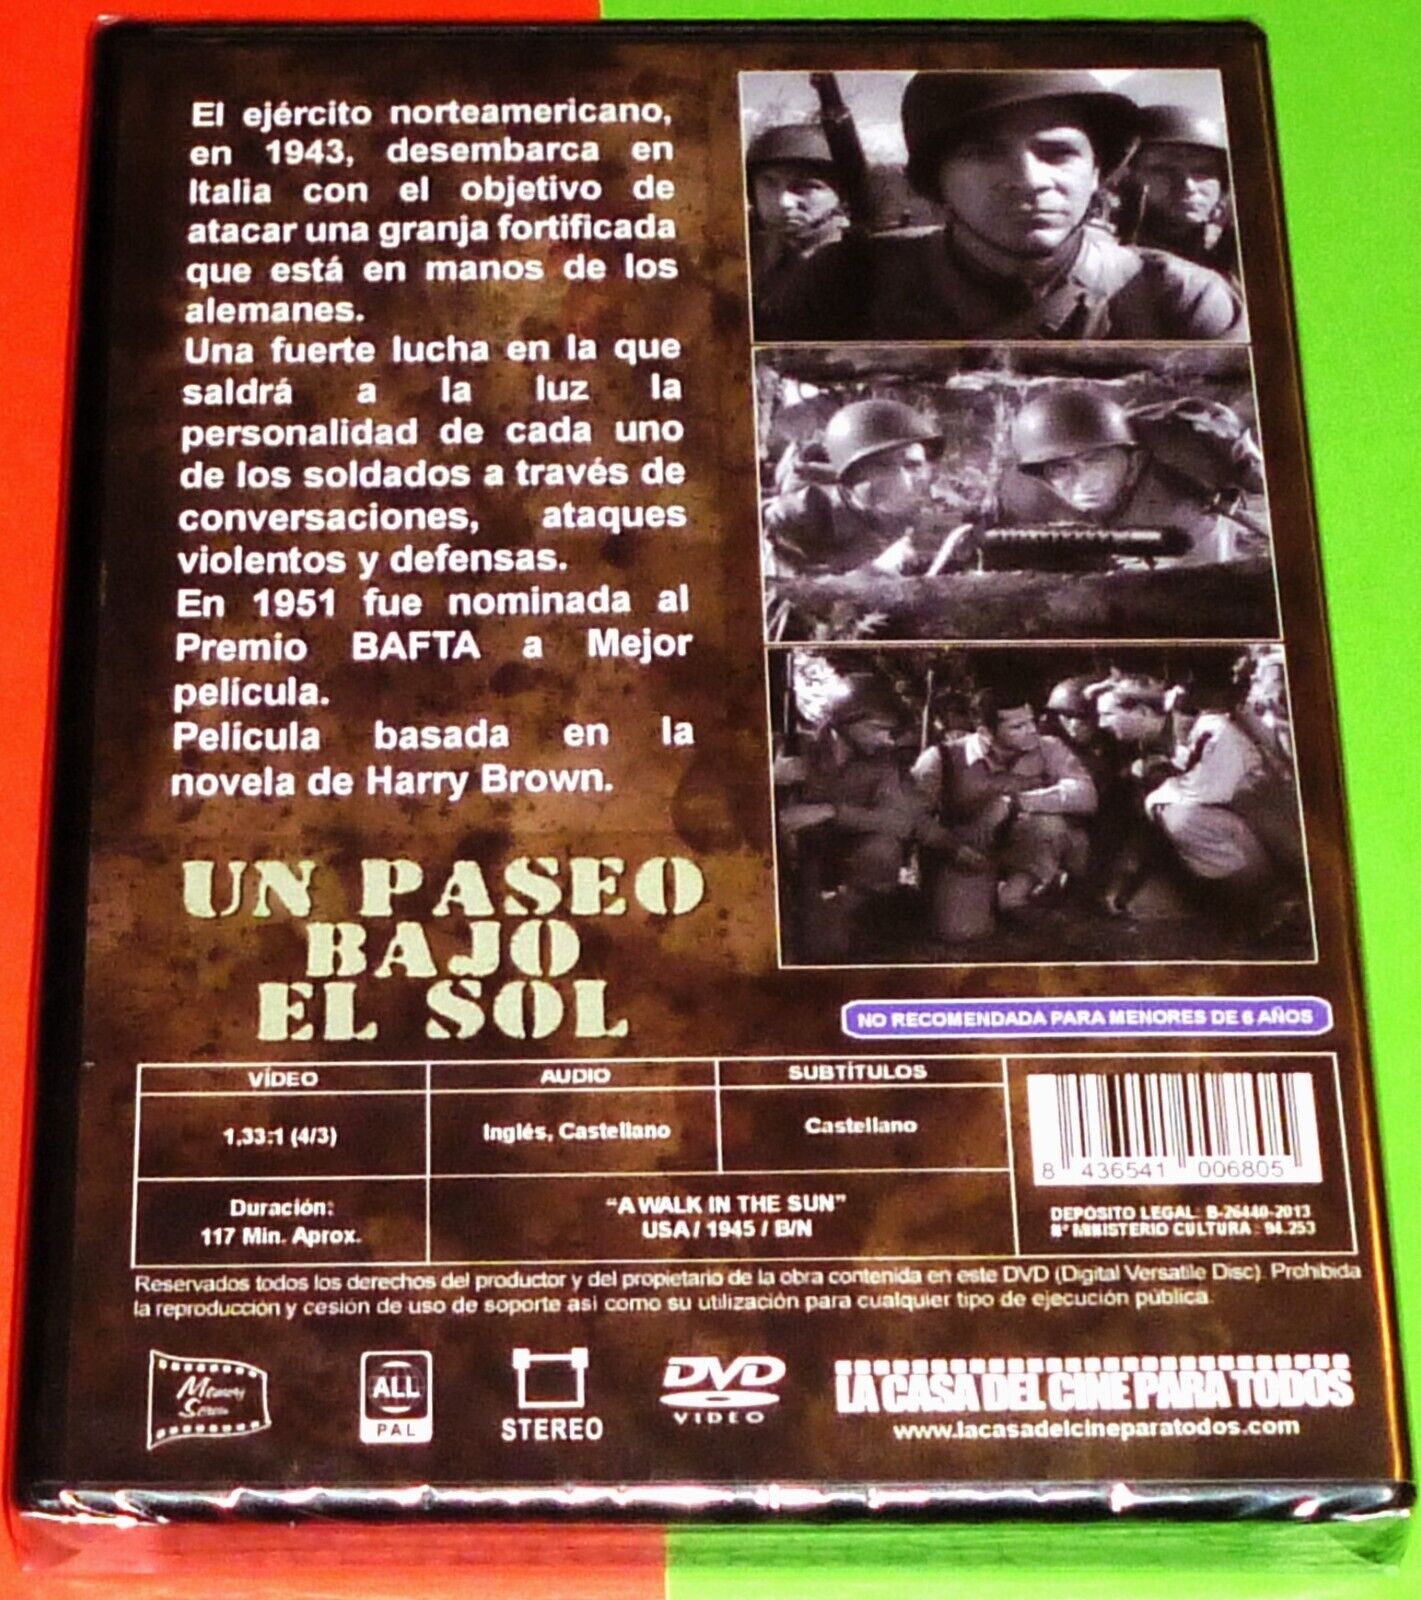 El ejército norteamericano,
en 1943, desembarca en
Italia con el objetivo de
atacar una granja fortificada
que está en manos de los
alemanes.
Una fuerte lucha en la que
saldrá a la luz la
personalidad de cada uno
de los soldados a través de
conversaciones, ataques
violentos y defensas.
En 1951 fue nominada al
Premio BAFTA a Mejor
película.
Película basada en la
novela de Harry Brown.
UN PASEO
BAJO
EL SOL
NO RECOMENDADA PARA MENORES DE 6 AÑOS
VÍDEO
AUDIO
SUBTÍTULOS
1,33:1 (4/3)
Inglés, Castellano
Castellano
Duración:
117 Min. Aprox.
"A WALK IN THE SUN"
USA / 1945 / B/N
8 436541 006805
DEPOSITO LEGAL: B-26440-2013
Nº MINISTERIO CULTURA : 94.253
Reservados todos los derechos del productor y del propietario de la obra contenida en este DVD (Digital Versatile Disc). Prohibida
la reproducción y cesión de uso de soporte asi como su utilización para cualquier tipo de ejecución pública.
Memory
Screen
ALL
PAL
STEREO
DVD
VIDEO
LA CASA DEL CINE PARA TODOS
www.lacasadelcineparatodos.com